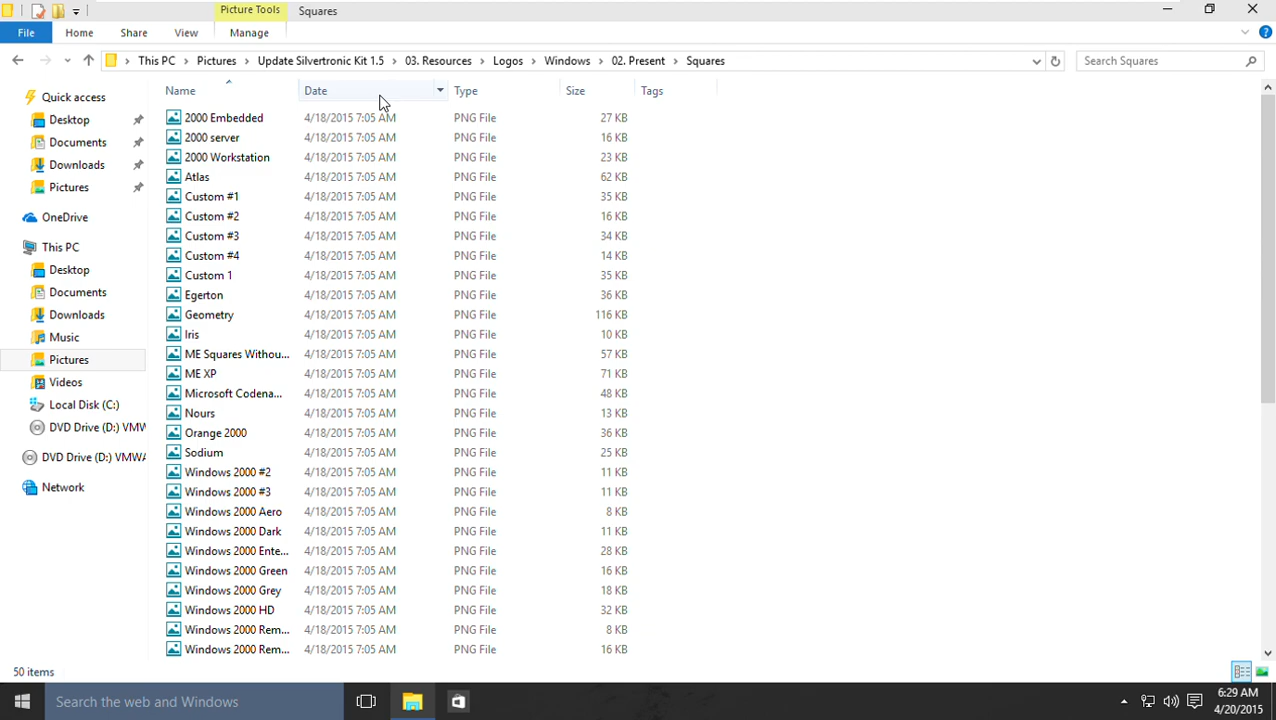 Picture Tools Squares
File Home Share View Manage
This PC Pictures Update Silvertronic Kit 1.5 03. Resources Logos Windows 02. Present Squares Search Squares
Name Date Type Size Tags
Quick access
Desktop
Documents
Downloads
Pictures
OneDrive
This PC
Desktop
Documents
Downloads
Music
Pictures
Videos
Local Disk (C:)
DVD Drive (D:) VMW
DVD Drive (D:) VMWA
Network
2000 Embedded 4/18/2015 7:05 AM PNG File 27 KB
2000 server 4/18/2015 7:05 AM PNG File 16 KB
2000 Workstation 4/18/2015 7:05 AM PNG File 23 KB
Atlas 4/18/2015 7:05 AM PNG File 62 KB
Custom #1 4/18/2015 7:05 AM PNG File 35 KB
Custom #2 4/18/2015 7:05 AM PNG File 16 KB
Custom #3 4/18/2015 7:05 AM PNG File 34 KB
Custom #4 4/18/2015 7:05 AM PNG File 14 KB
Custom 1 4/18/2015 7:05 AM PNG File 35 KB
Egerton 4/18/2015 7:05 AM PNG File 36 KB
Geometry 4/18/2015 7:05 AM PNG File 116 KB
Iris 4/18/2015 7:05 AM PNG File 10 KB
ME Squares Withou... 4/18/2015 7:05 AM PNG File 57 KB
ME XP 4/18/2015 7:05 AM PNG File 71 KB
Microsoft Codena... 4/18/2015 7:05 AM PNG File 48 KB
Nours 4/18/2015 7:05 AM PNG File 13 KB
Orange 2000 4/18/2015 7:05 AM PNG File 36 KB
Sodium 4/18/2015 7:05 AM PNG File 25 KB
Windows 2000 #2 4/18/2015 7:05 AM PNG File 11 KB
Windows 2000 #3 4/18/2015 7:05 AM PNG File 11 KB
Windows 2000 Aero 4/18/2015 7:05 AM PNG File 8 KB
Windows 2000 Dark 4/18/2015 7:05 AM PNG File 11 KB
Windows 2000 Ente... 4/18/2015 7:05 AM PNG File 28 KB
Windows 2000 Green 4/18/2015 7:05 AM PNG File 16 KB
Windows 2000 Grey 4/18/2015 7:05 AM PNG File 18 KB
Windows 2000 HD 4/18/2015 7:05 AM PNG File 32 KB
Windows 2000 Rem... 4/18/2015 7:05 AM PNG File 8 KB
Windows 2000 Rem... 4/18/2015 7:05 AM PNG File 16 KB
50 items
Search the web and Windows
6:29 AM
4/20/2015